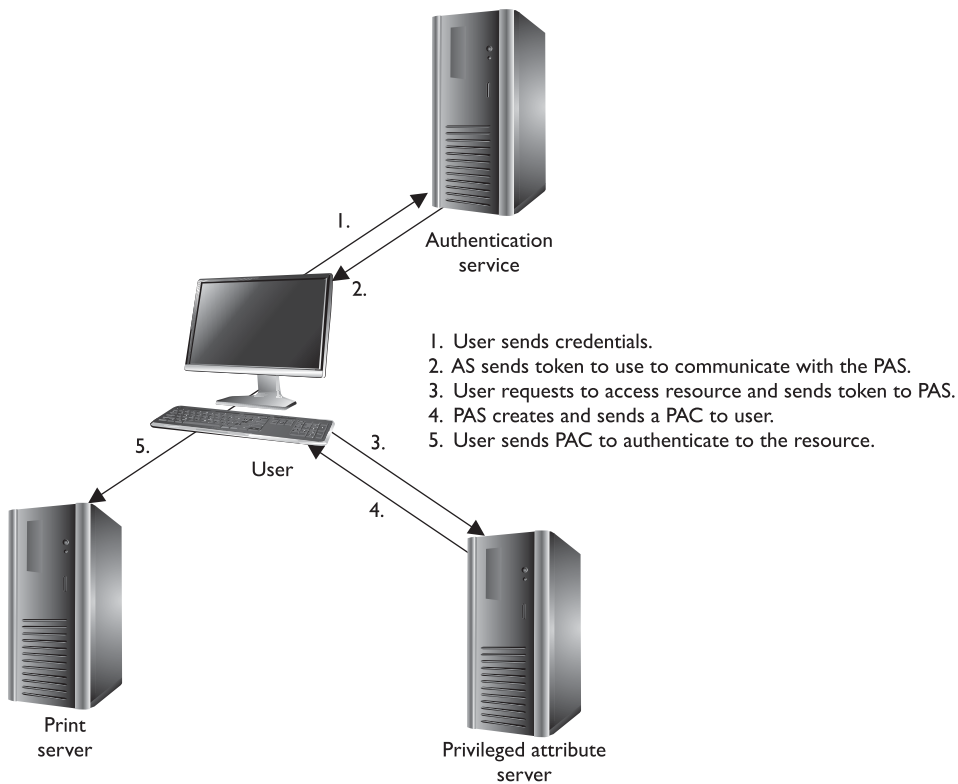 1.
Authentication
service
2.
1. User sends credentials.
2. AS sends token to use to communicate with the PAS.
3. User requests to access resource and sends token to PAS.
4. PAS creates and sends a PAC to user.
5. User sends PAC to authenticate to the resource.
5.
3.
User
4.
Print
server
Privileged attribute
server